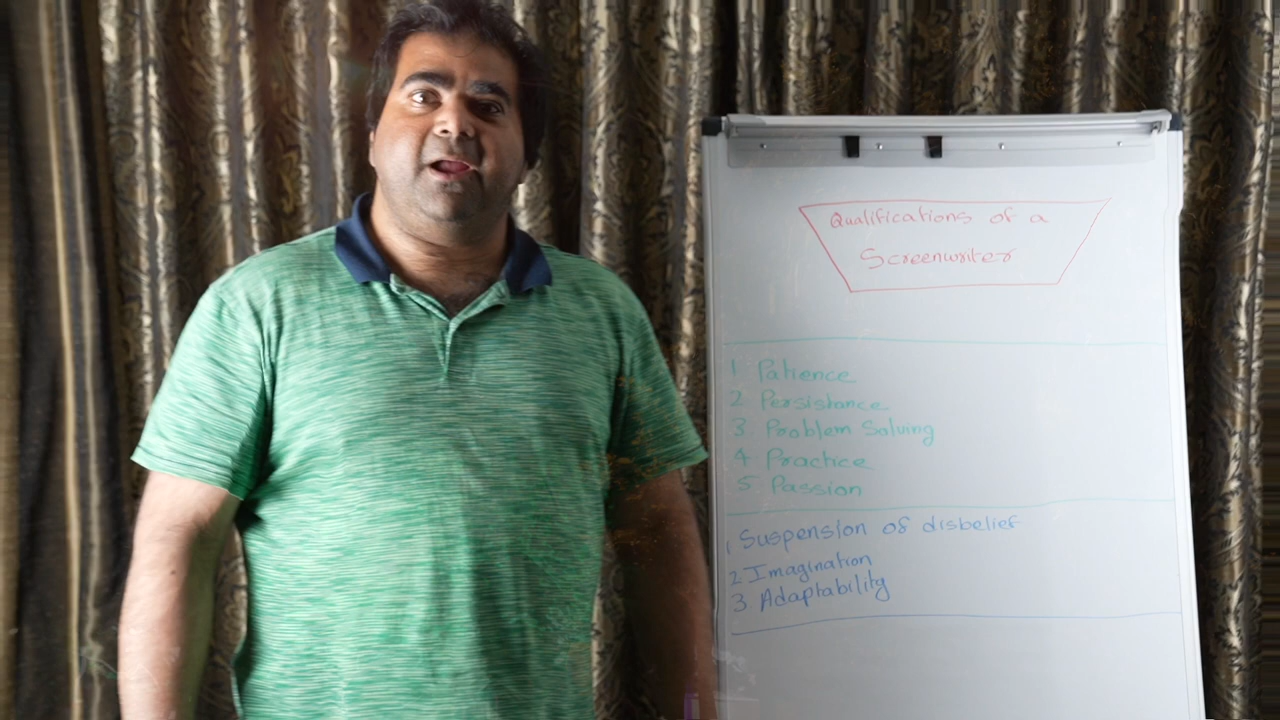 Qualifications of a
Screenwriter
1 Patience
2 Persistance
3. Problem Solving
4 Practice
5 Passion
1 Suspension of disbelief
2. Imagination
3. Adaptability